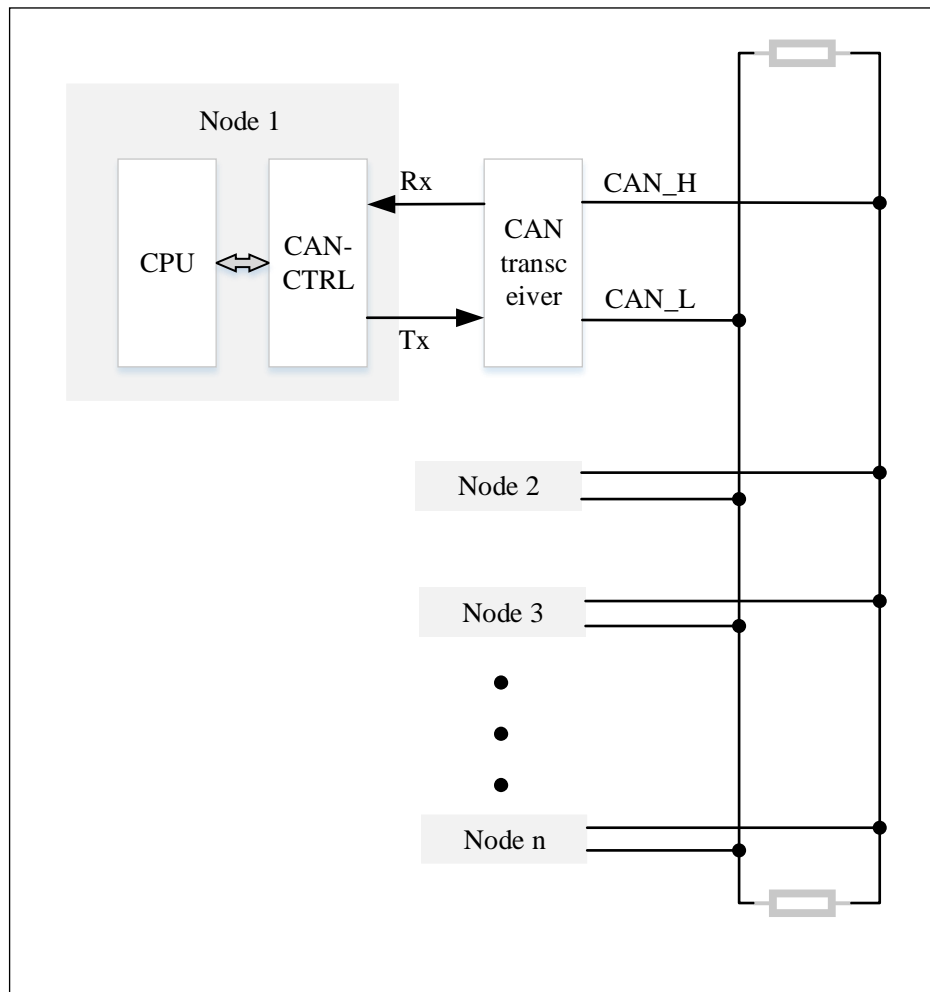 Node 1
Rx
CAN_H
CPU
CAN-
CTRL
CAN
transc
eiver
CAN_L
Tx
Node 2
Node 3
Node n